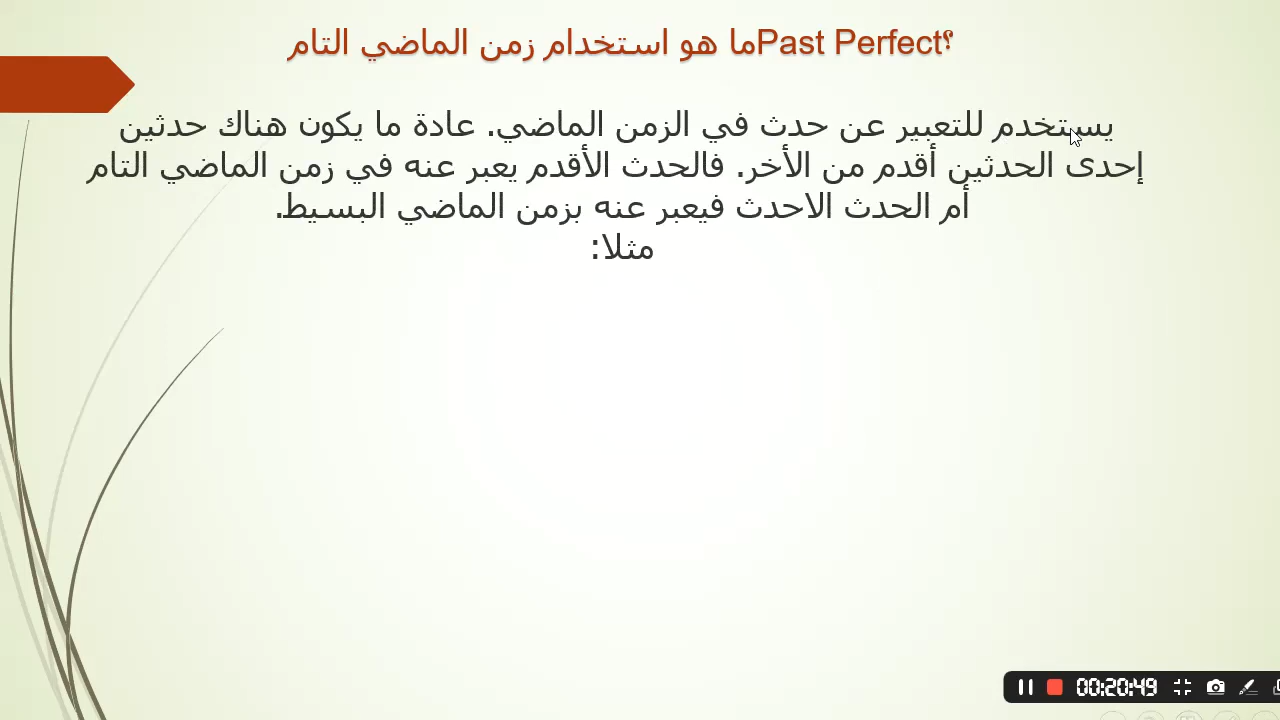 ما هو استخدام زمن الماضي التام Past Perfect؟
يستخدم للتعبير عن حدث في الزمن الماضي. عادة ما يكون هناك حدثين
إحدى الحدثين أقدم من الأخر. فالحدث الأقدم يعبر عنه في زمن الماضي التام
أم الحدث الاحدث فيعبر عنه بزمن الماضي البسيط.
مثلا:
00:20:49